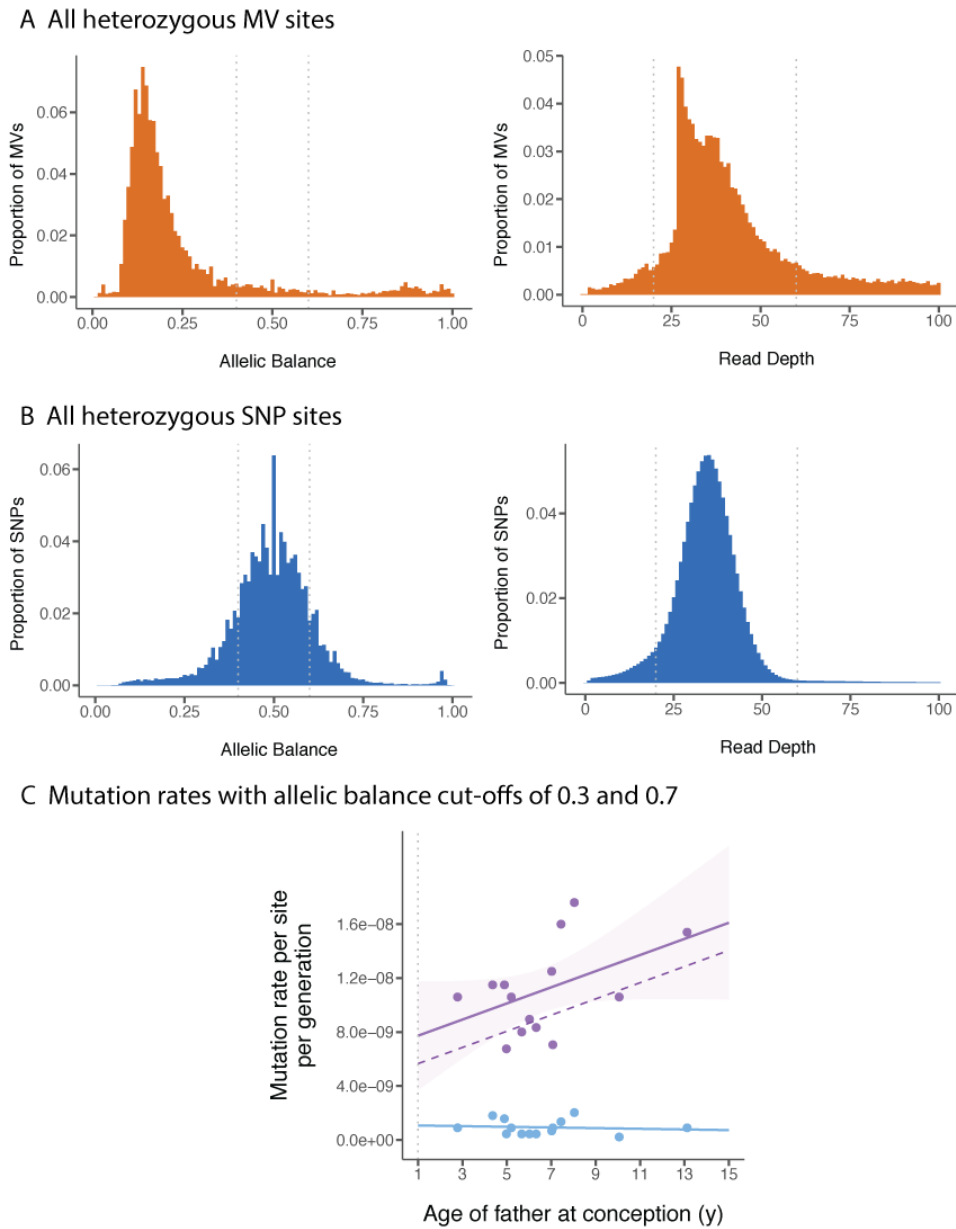 A All heterozygous MV sites
Proportion of MVs
0.06
0.04
0.02
0.00
0.00 0.25 0.50 0.75 1.00
Allelic Balance
Proportion of MVs
0.05
0.04
0.03
0.01
0.00
0 25 50 75 100
Read Depth
B All heterozygous SNP sites
Proportion of SNPs
0.06
0.04
0.02
0.00
0.00 0.25 0.50 0.75 1.00
Allelic Balance
Proportion of SNPs
0.04
0.02
0.00
0 25 50 75 100
Read Depth
C Mutation rates with allelic balance cut-offs of 0.3 and 0.7
Mutation rate per site
per generation
1.6e−08
1.2e−08
8.0e−09
4.0e−09
0.0e+00
1 3 5 7 9 11 13 15
Age of father at conception (y)